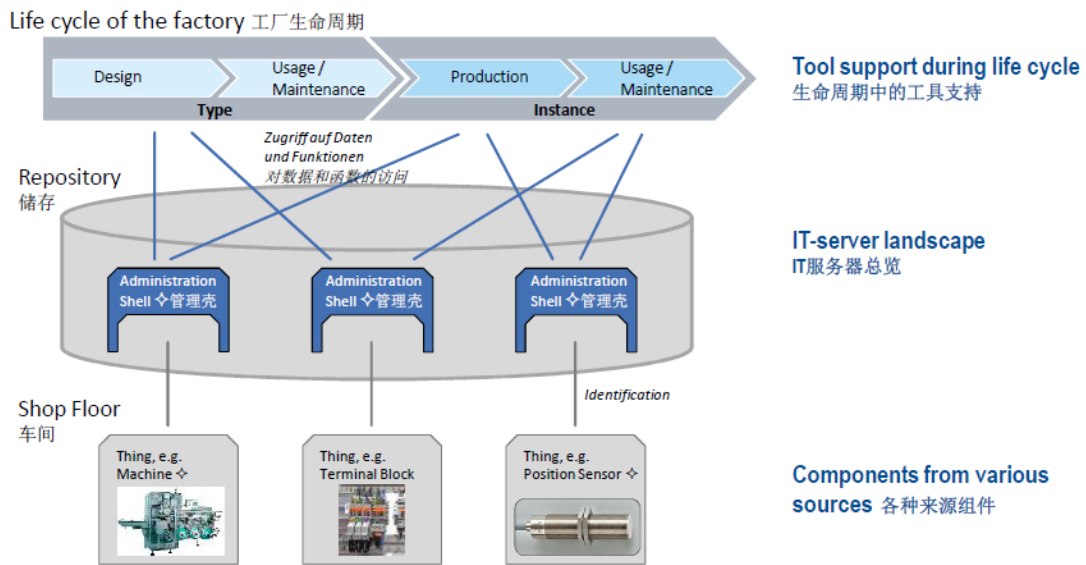 Life cycle of the factory 工厂生命周期
Design
Usage /
Maintenance
Production
Usage /
Maintenance
Type
Instance
Tool support during life cycle
生命周期中的工具支持
Zugriff auf Daten
und Funktionen
对数据和函数的访问
Repository
储存
IT-server landscape
IT服务器总览
Administration
Shell ✧管理壳
Administration
Shell ✧管理壳
Administration
Shell ✧管理壳
Identification
Shop Floor
车间
Thing, e.g.
Machine ✧
Thing, e.g.
Terminal Block
Thing, e.g.
Position Sensor ✧
Components from various
sources 各种来源组件